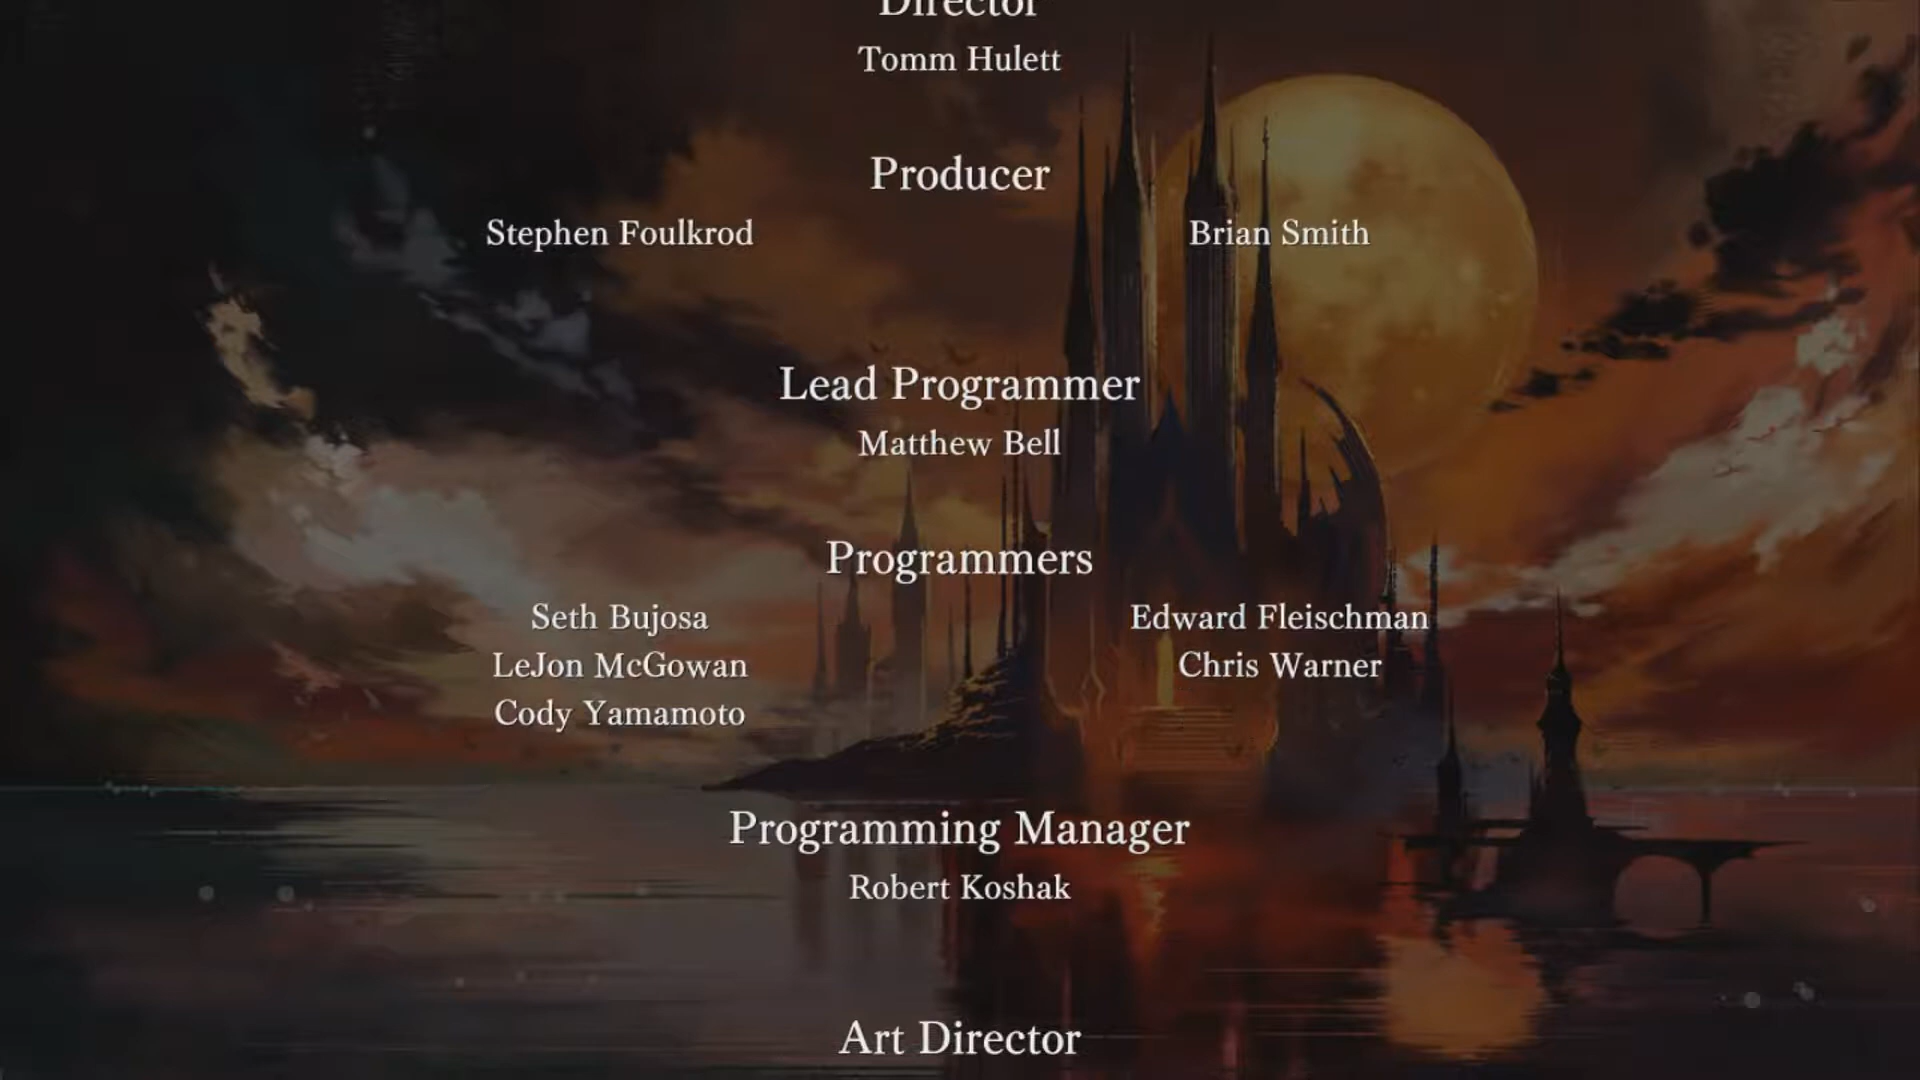 Director
Tomm Hulett
Producer
Stephen Foulkrod Brian Smith
Lead Programmer
Matthew Bell
Programmers
Seth Bujosa Edward Fleischman
LeJon McGowan Chris Warner
Cody Yamamoto
Programming Manager
Robert Koshak
Art Director